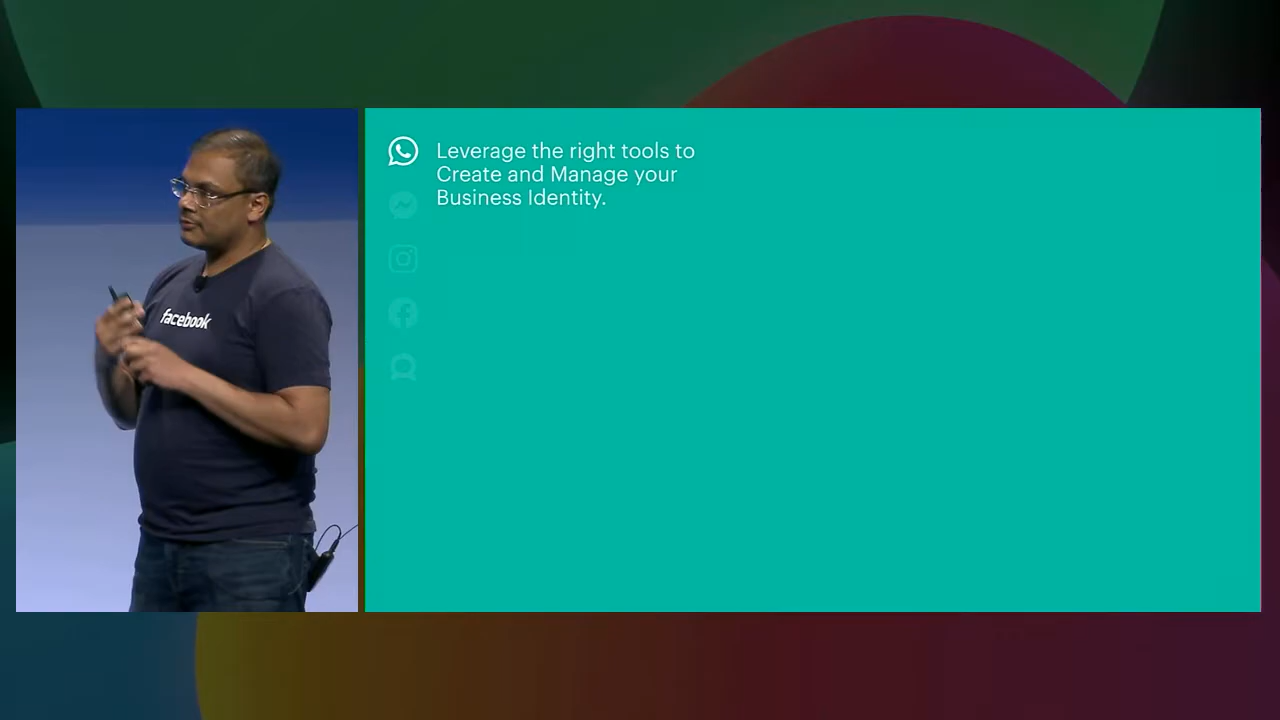 facebook
Leverage the right tools to
Create and Manage your
Business Identity.